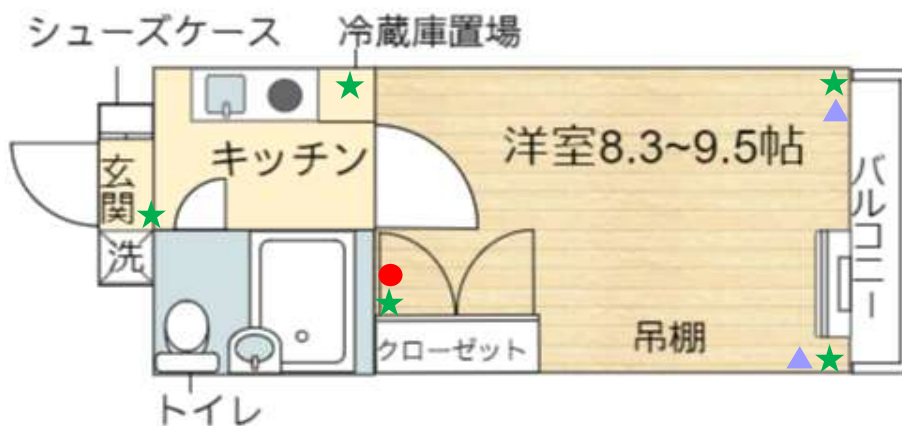 シューズケース
冷蔵庫置場
キッチン
洋室8.3~9.5帖
玄関
洗
バルコニー
クローゼット
吊棚
トイレ